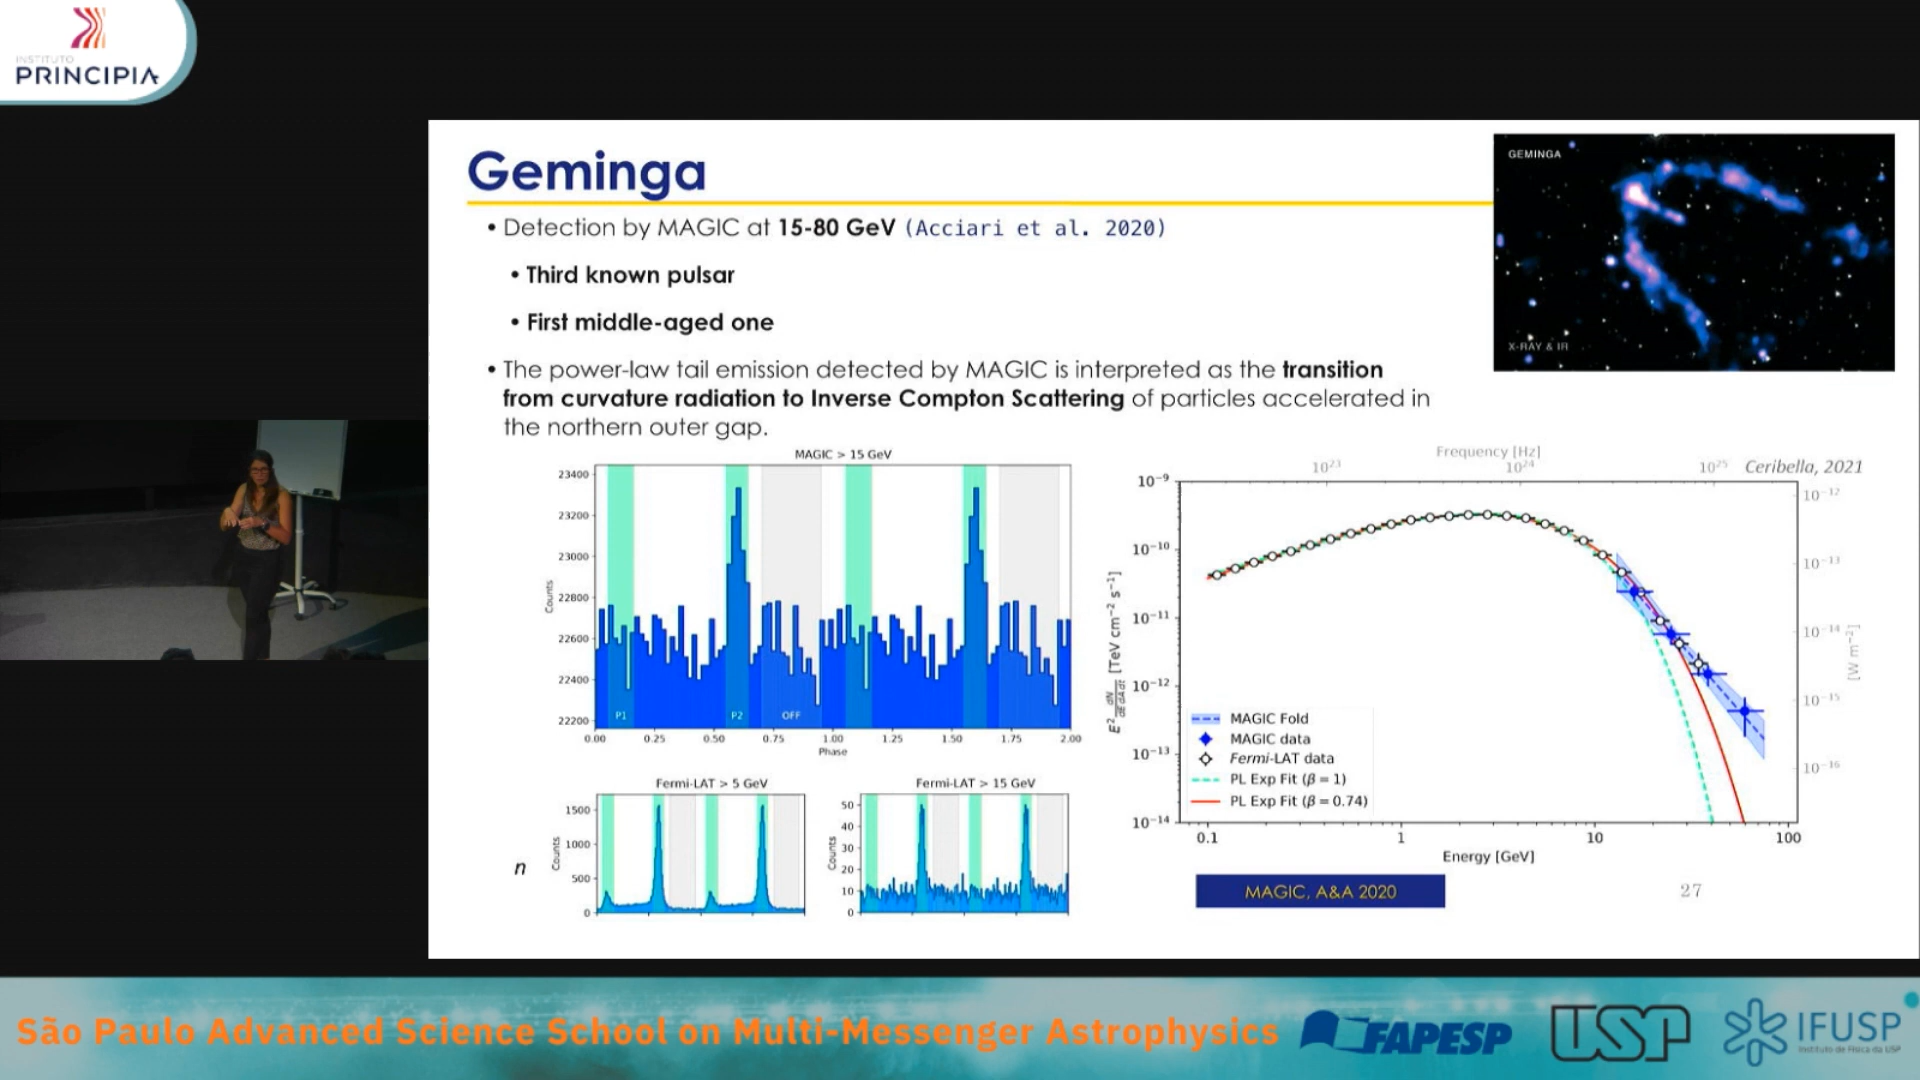 INSTITUTO
PRINCIPIA
Geminga
GEMINGA
X-RAY & IR
• Detection by MAGIC at 15-80 GeV (Acciari et al. 2020)
• Third known pulsar
• First middle-aged one
• The power-law tail emission detected by MAGIC is interpreted as the transition
from curvature radiation to Inverse Compton Scattering of particles accelerated in
the northern outer gap.
MAGIC > 15 GeV
Counts
23400
23200
23000
22800
22600
22400
22200
P1
P2
OFF
0.00 0.25 0.50 0.75 1.00 1.25 1.50 1.75 2.00
Phase
Fermi-LAT > 5 GeV
Counts
1500
1000
500
0
n
Fermi-LAT > 15 GeV
Counts
50
40
30
20
10
0
Frequency [Hz]
10²³ 10²⁴ 10²⁵
Ceribella, 2021
E² dN/dE dA dt [TeV cm⁻² s⁻¹]
10⁻⁹
10⁻¹⁰
10⁻¹¹
10⁻¹²
10⁻¹³
10⁻¹⁴
10⁻¹²
10⁻¹³
10⁻¹⁴
10⁻¹⁵
10⁻¹⁶
[W m⁻²]
MAGIC Fold
MAGIC data
Fermi-LAT data
PL Exp Fit (β = 1)
PL Exp Fit (β = 0.74)
0.1 1 10 100
Energy [GeV]
MAGIC, A&A 2020
27
São Paulo Advanced Science School on Multi-Messenger Astrophysics
FAPESP
USP
IFUSP
Instituto de Física da USP